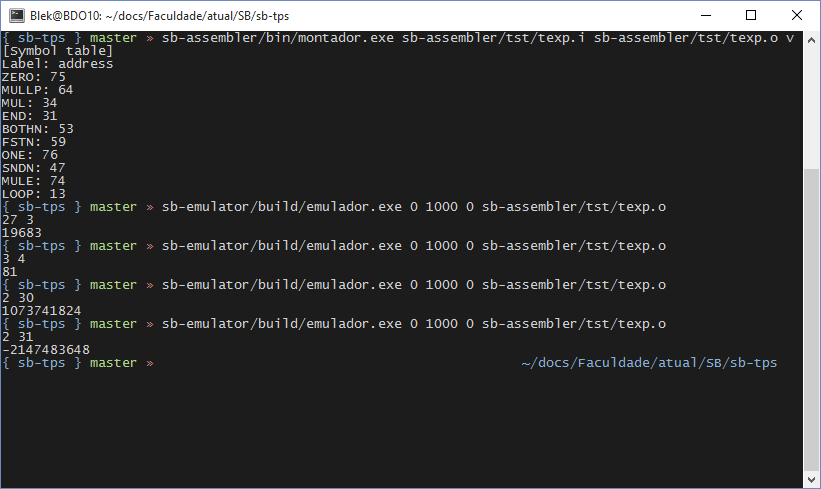 Blek@BDO10: ~/docs/Faculdade/atual/SB/sb-tps
{ sb-tps } master » sb-assembler/bin/montador.exe sb-assembler/tst/texp.i sb-assembler/tst/texp.o v
[Symbol table]
Label: address
ZERO: 75
MULLP: 64
MUL: 34
END: 31
BOTHN: 53
FSTN: 59
ONE: 76
SNDN: 47
MULE: 74
LOOP: 13
{ sb-tps } master » sb-emulator/build/emulador.exe 0 1000 0 sb-assembler/tst/texp.o
27 3
19683
{ sb-tps } master » sb-emulator/build/emulador.exe 0 1000 0 sb-assembler/tst/texp.o
3 4
81
{ sb-tps } master » sb-emulator/build/emulador.exe 0 1000 0 sb-assembler/tst/texp.o
2 30
1073741824
{ sb-tps } master » sb-emulator/build/emulador.exe 0 1000 0 sb-assembler/tst/texp.o
2 31
-2147483648
{ sb-tps } master » ~/docs/Faculdade/atual/SB/sb-tps